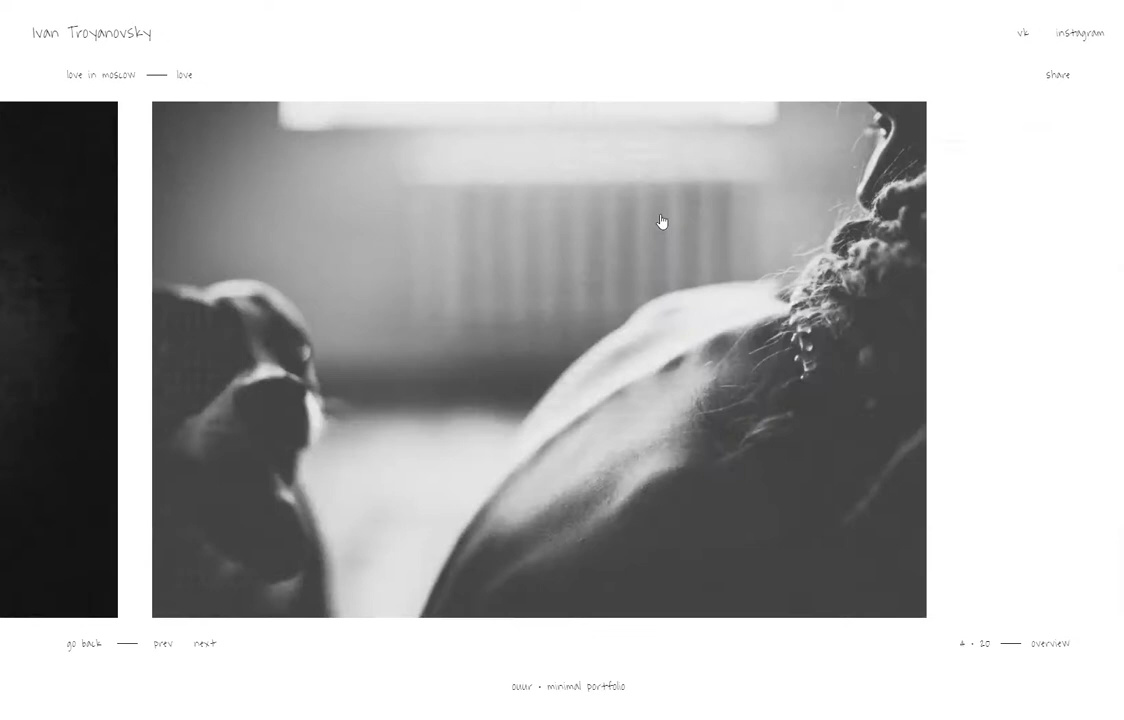 Ivan Troyanovsky
vk instagram
love in moscow — love
share
go back — prev next
4 • 20 — overview
ouur • minimal portfolio